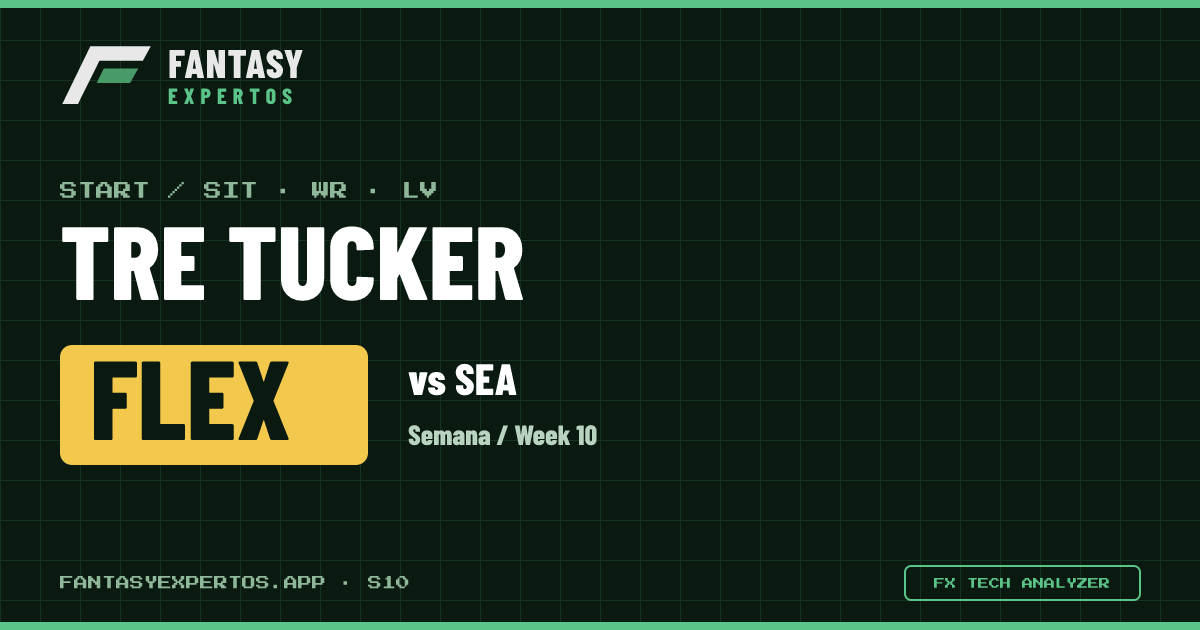 FANTASY
EXPERTOS
START / SIT · WR · LV
TRE TUCKER
FLEX
vs SEA
Semana / Week 10
FANTASYEXPERTOS.APP · S10
FX TECH ANALYZER